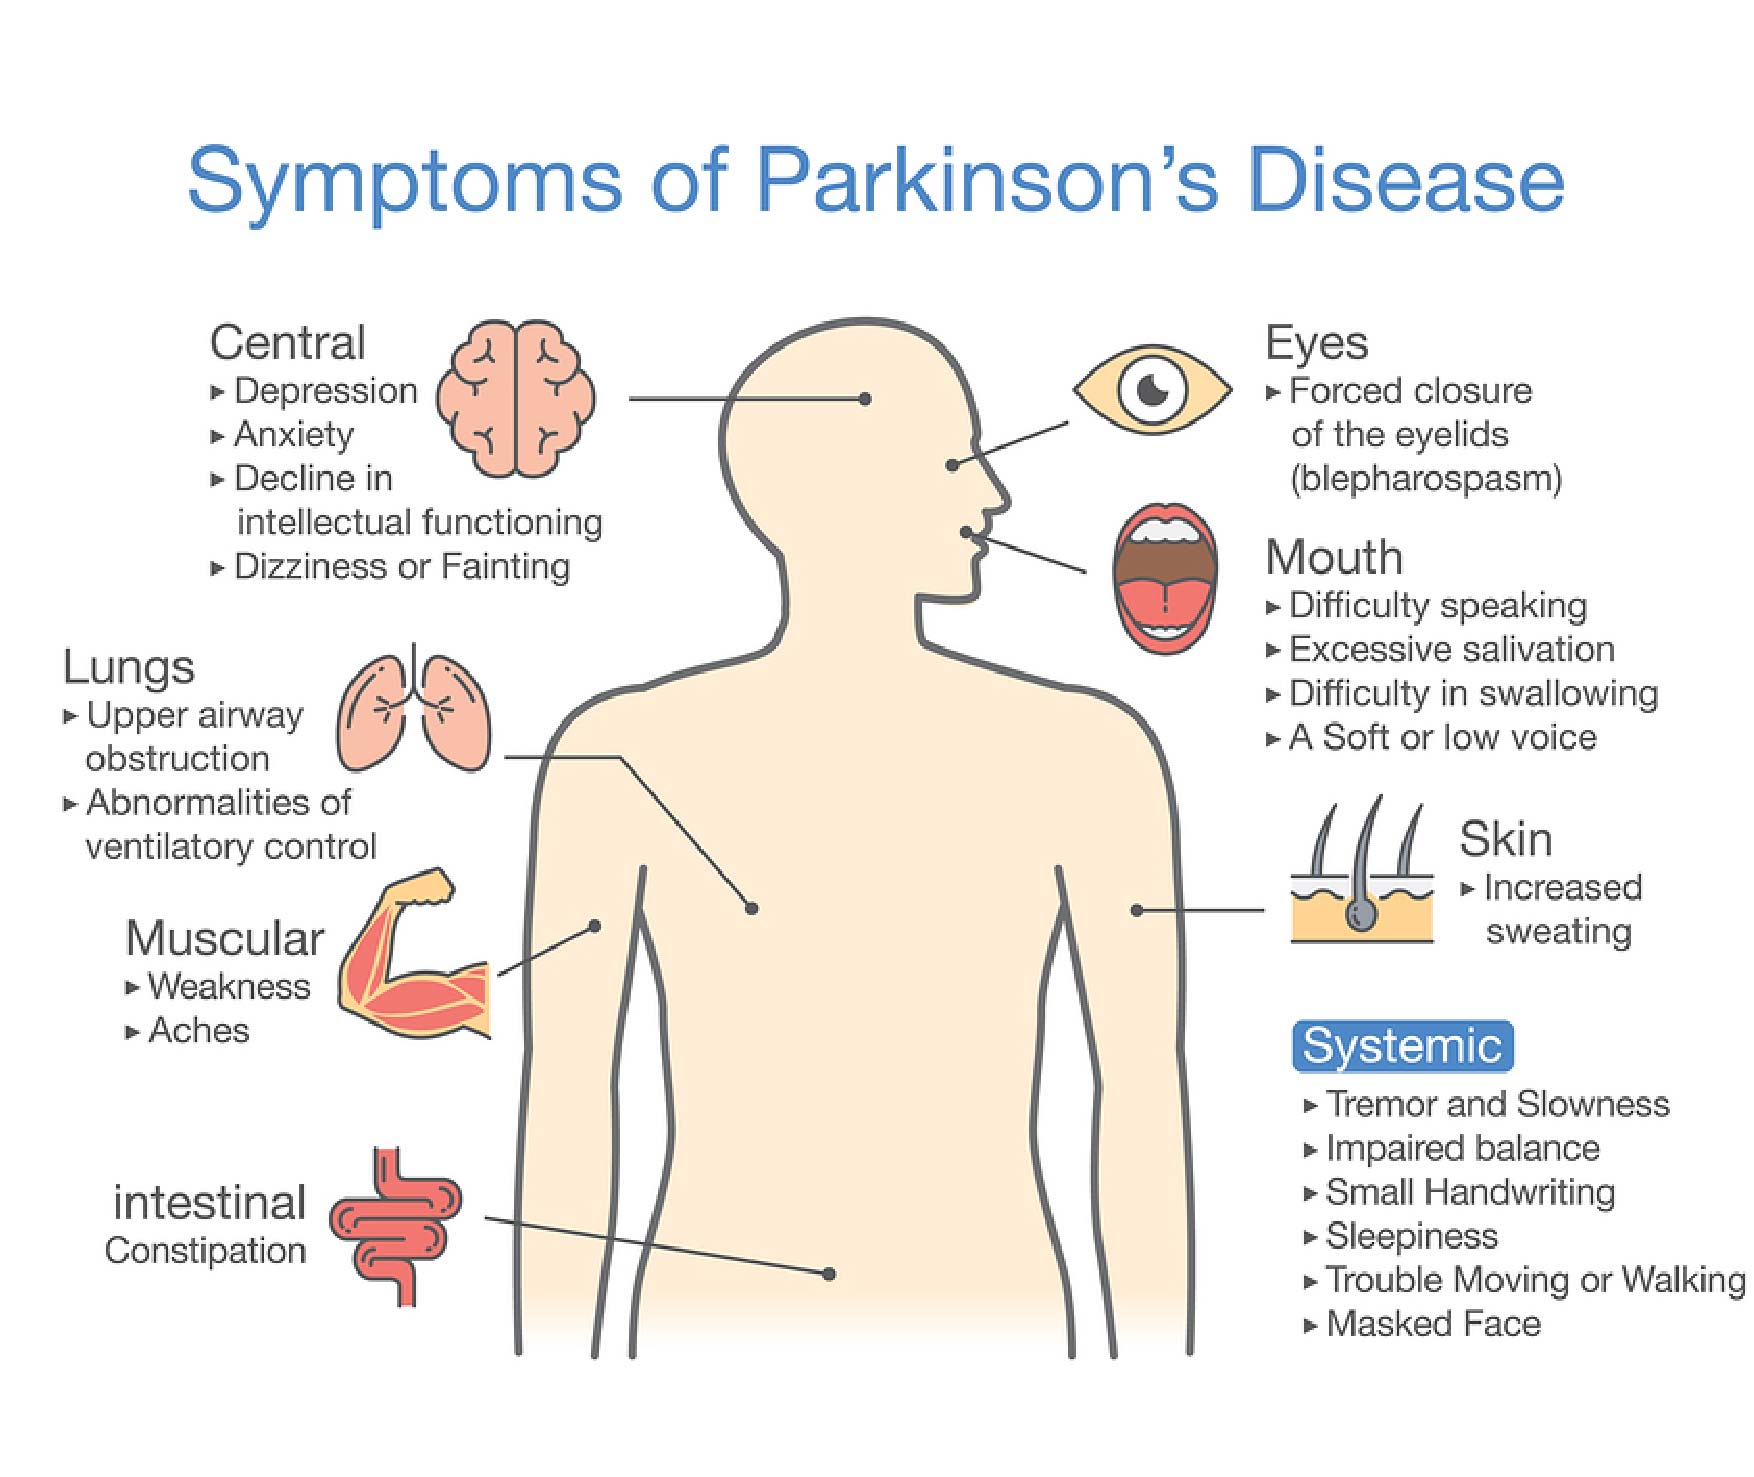 Symptoms of Parkinson's Disease
Central
▸ Depression
▸ Anxiety
▸ Decline in
intellectual functioning
▸ Dizziness or Fainting
Lungs
▸ Upper airway
obstruction
▸ Abnormalities of
ventilatory control
Muscular
▸ Weakness
▸ Aches
intestinal
Constipation
Eyes
▸ Forced closure
of the eyelids
(blepharospasm)
Mouth
▸ Difficulty speaking
▸ Excessive salivation
▸ Difficulty in swallowing
▸ A Soft or low voice
Skin
▸ Increased
sweating
Systemic
▸ Tremor and Slowness
▸ Impaired balance
▸ Small Handwriting
▸ Sleepiness
▸ Trouble Moving or Walking
▸ Masked Face